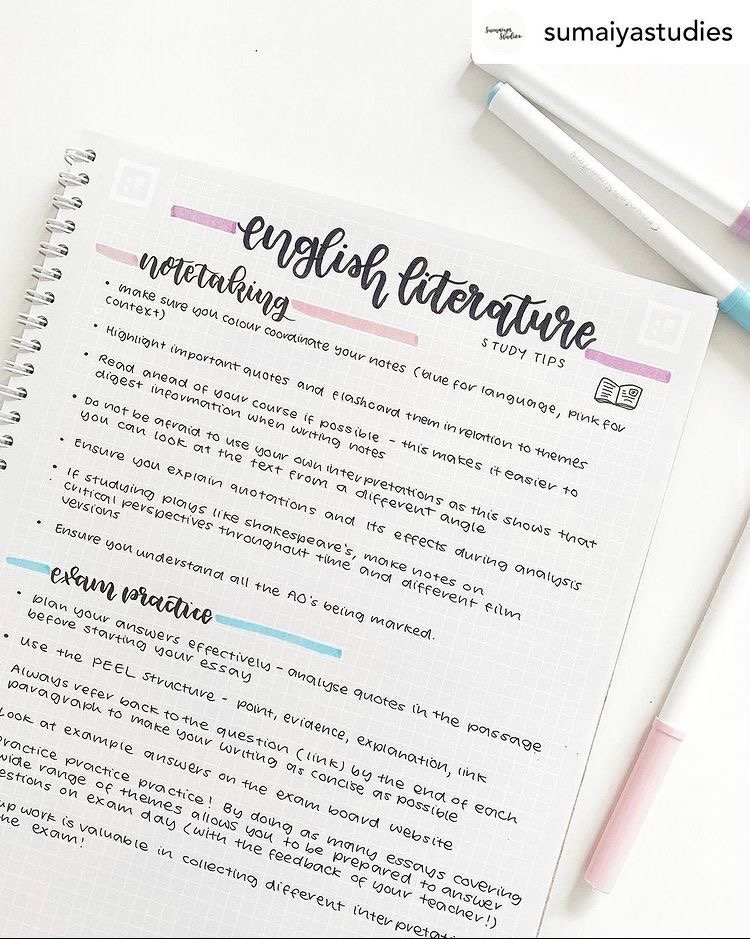 Sumaiya Studies
sumaiyastudies
english literature
STUDY TIPS
notetaking
• make sure you colour coordinate your notes (blue for language, pink for
context)
• Highlight important quotes and flashcard them in relation to themes
• Read ahead of your course if possible - this makes it easier to
digest information when writing notes
• Do not be afraid to use your own interpretations as this shows that
you can look at the text from a different angle
• Ensure you explain quotations and its effects during analysis
• If studying plays like shakespeare's, make notes on
critical perspectives throughout time and different film
versions
• Ensure you understand all the AO's being marked.
exam practice
• plan your answers effectively - analyse quotes in the passage
before starting your essay
• Use the PEEL structure - point, evidence, explanation, link
Always refer back to the question (link) by the end of each
paragraph to make your writing as concise as possible
Look at example answers on the exam board website
practice practice practice! By doing as many essays covering
wide range of themes allows you to be prepared to answer
estions on exam day (with the feedback of your teacher!)
up work is valuable in collecting different interpretati
he exam!